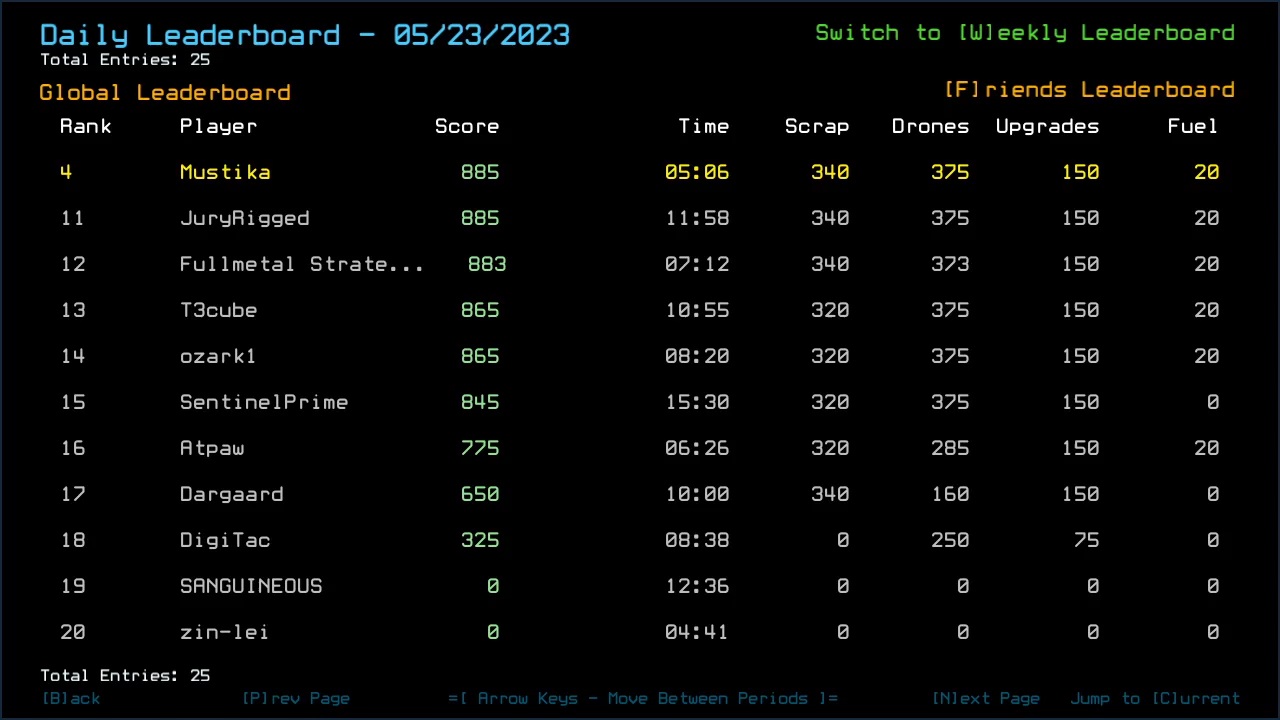 Daily Leaderboard - 05/23/2023 Switch to [W]eekly Leaderboard
Total Entries: 25
Global Leaderboard [F]riends Leaderboard
Rank Player Score Time Scrap Drones Upgrades Fuel
4 Mustika 885 05:06 340 375 150 20
11 JuryRigged 885 11:58 340 375 150 20
12 Fullmetal Strate... 883 07:12 340 373 150 20
13 T3cube 865 10:55 320 375 150 20
14 ozark1 865 08:20 320 375 150 20
15 SentinelPrime 845 15:30 320 375 150 0
16 Atpaw 775 06:26 320 285 150 20
17 Dargaard 650 10:00 340 160 150 0
18 DigiTac 325 08:38 0 250 75 0
19 SANGUINEOUS 0 12:36 0 0 0 0
20 zin-lei 0 04:41 0 0 0 0
Total Entries: 25
[B]ack [P]rev Page =[ Arrow Keys - Move Between Periods ]= [N]ext Page Jump to [C]urrent